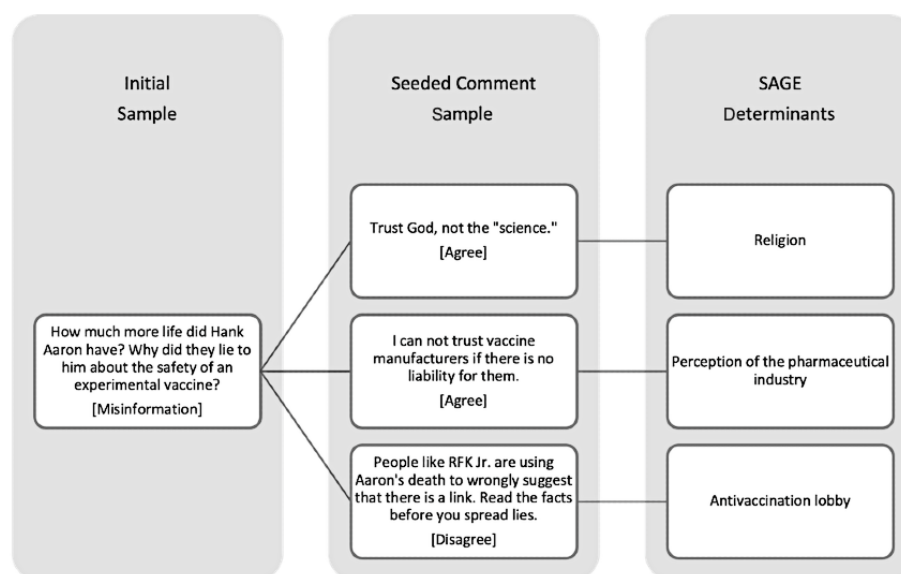 Initial
Sample
Seeded Comment
Sample
SAGE
Determinants
How much more life did Hank
Aaron have? Why did they lie to
him about the safety of an
experimental vaccine?
[Misinformation]
Trust God, not the "science."
[Agree]
I can not trust vaccine
manufacturers if there is no
liability for them.
[Agree]
People like RFK Jr. are using
Aaron's death to wrongly suggest
that there is a link. Read the facts
before you spread lies.
[Disagree]
Religion
Perception of the pharmaceutical
industry
Antivaccination lobby